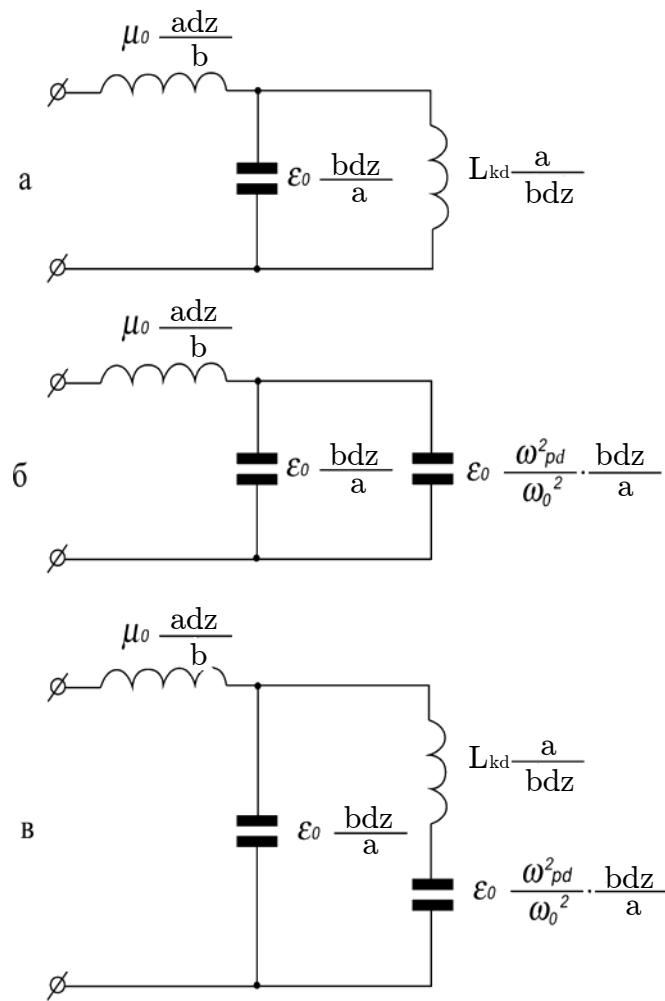 μ₀ adz/b
а
ε₀ bdz/a
Lkd a/bdz
μ₀ adz/b
б
ε₀ bdz/a
ε₀ ω²pd/ω₀² · bdz/a
μ₀ adz/b
Lkd a/bdz
в
ε₀ bdz/a
ε₀ ω²pd/ω₀² · bdz/a